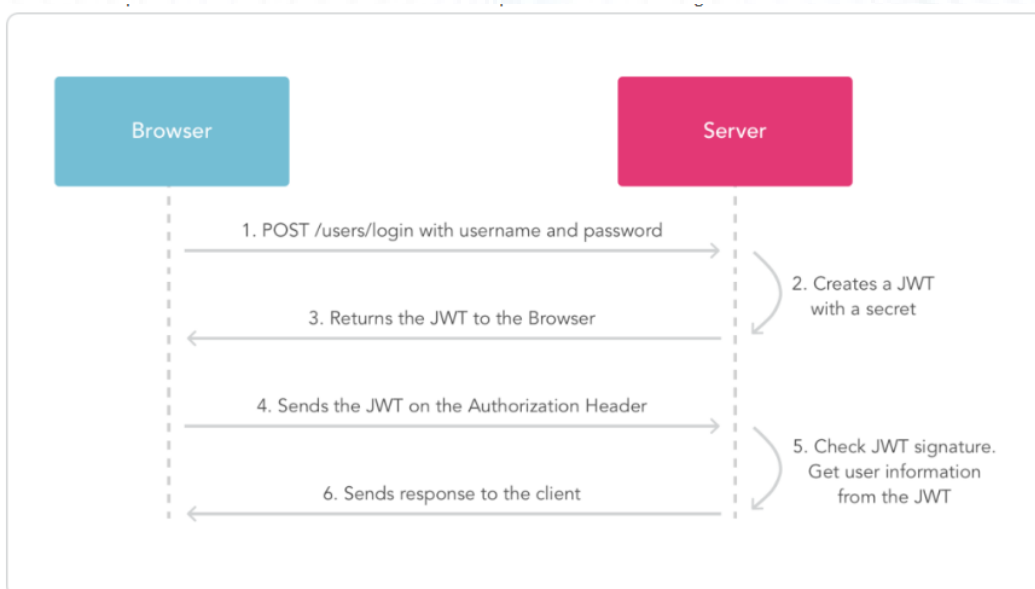 Browser
Server
1. POST /users/login with username and password
2. Creates a JWT
with a secret
3. Returns the JWT to the Browser
4. Sends the JWT on the Authorization Header
5. Check JWT signature.
Get user information
from the JWT
6. Sends response to the client